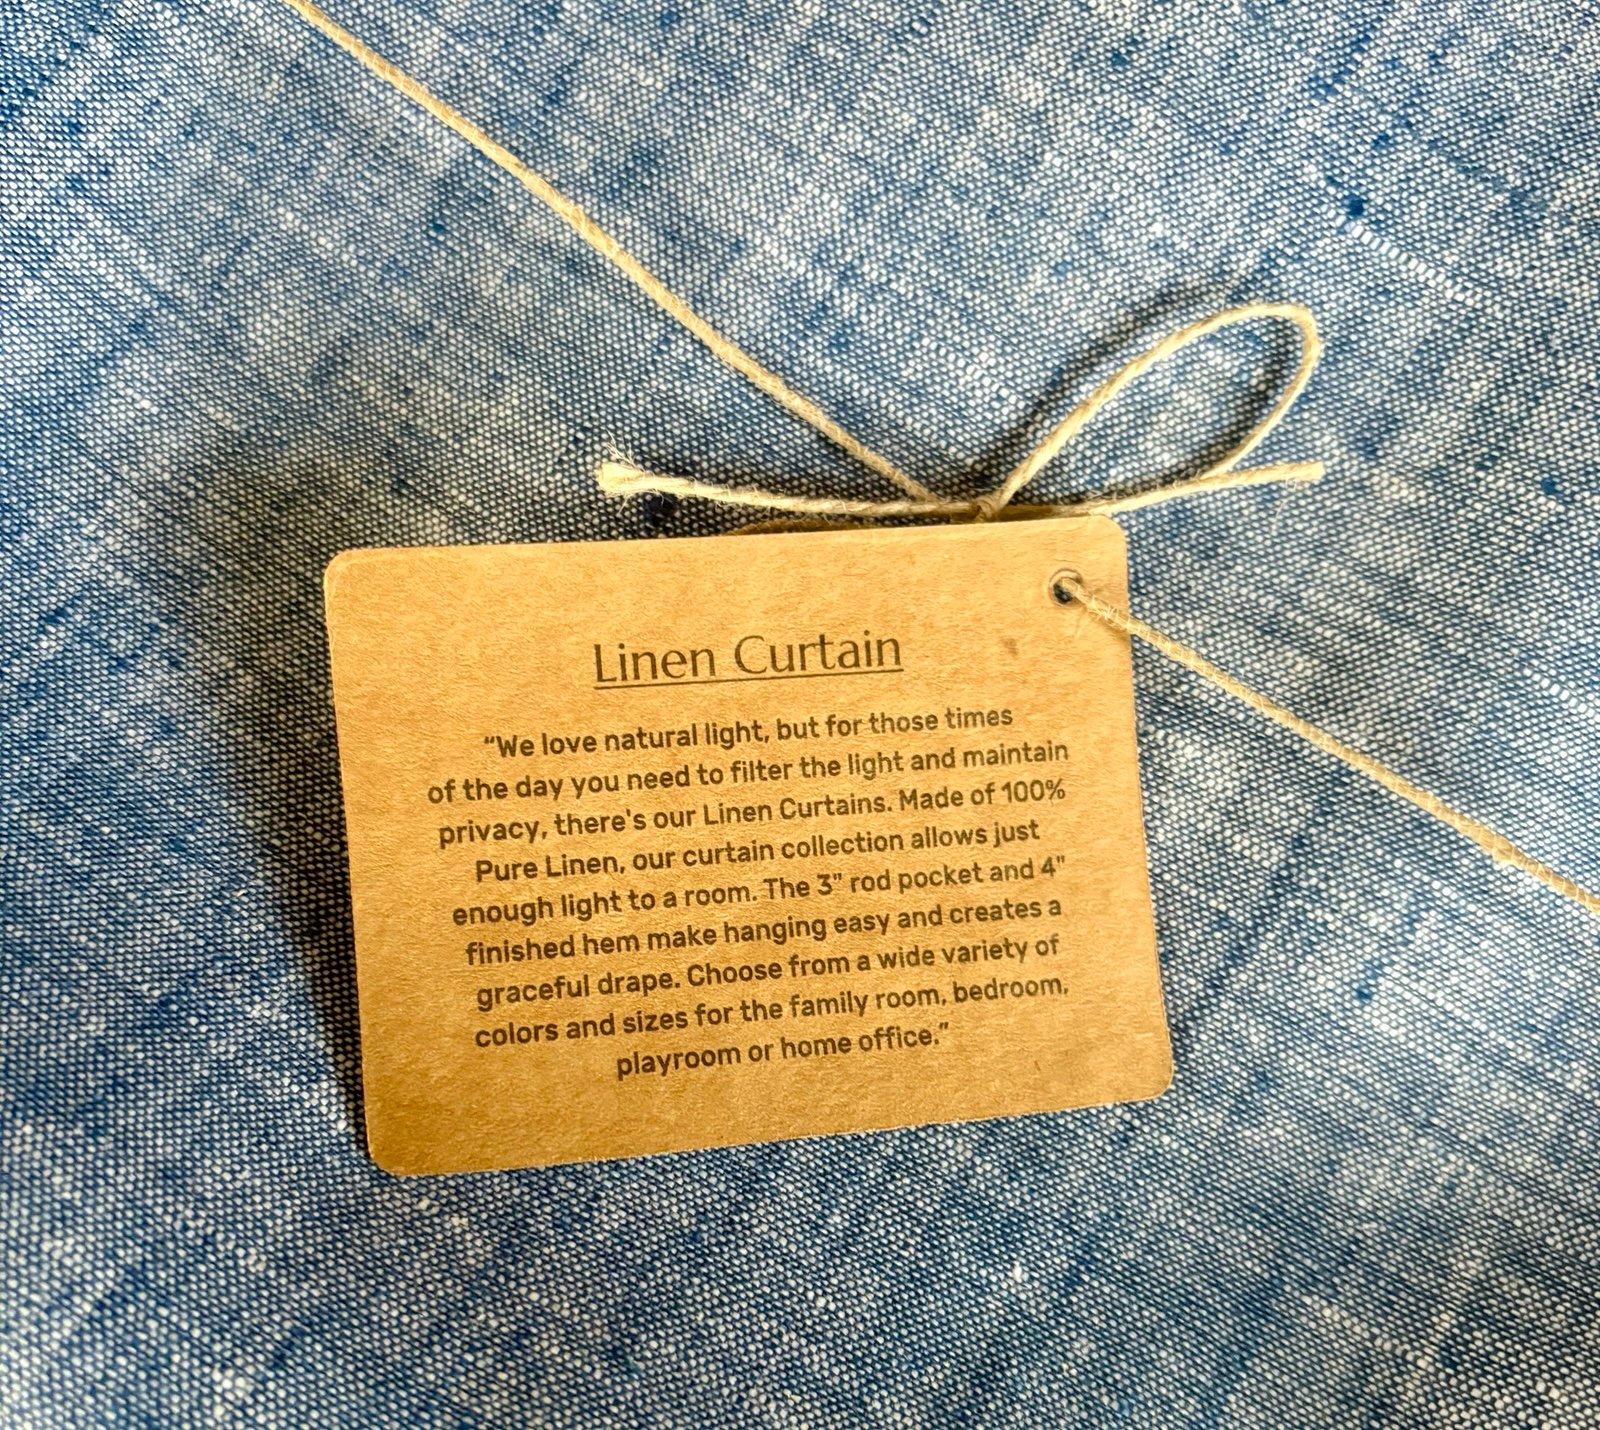 Linen Curtain
“We love natural light, but for those times
of the day you need to filter the light and maintain
privacy, there's our Linen Curtains. Made of 100%
Pure Linen, our curtain collection allows just
enough light to a room. The 3" rod pocket and 4"
finished hem make hanging easy and creates a
graceful drape. Choose from a wide variety of
colors and sizes for the family room, bedroom,
playroom or home office.”